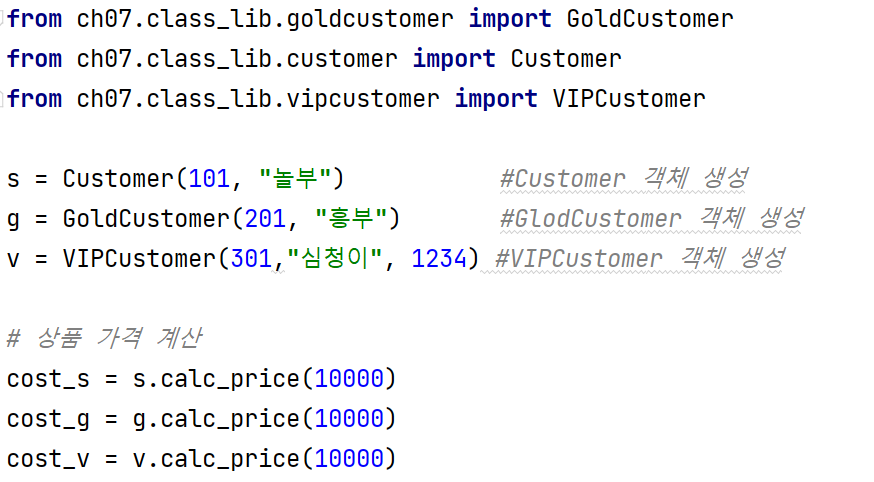 from ch07.class_lib.goldcustomer import GoldCustomer
from ch07.class_lib.customer import Customer
from ch07.class_lib.vipcustomer import VIPCustomer
s = Customer(101, "놀부") #Customer 객체 생성
g = GoldCustomer(201, "흥부") #GlodCustomer 객체 생성
v = VIPCustomer(301,"심청이", 1234) #VIPCustomer 객체 생성
# 상품 가격 계산
cost_s = s.calc_price(10000)
cost_g = g.calc_price(10000)
cost_v = v.calc_price(10000)